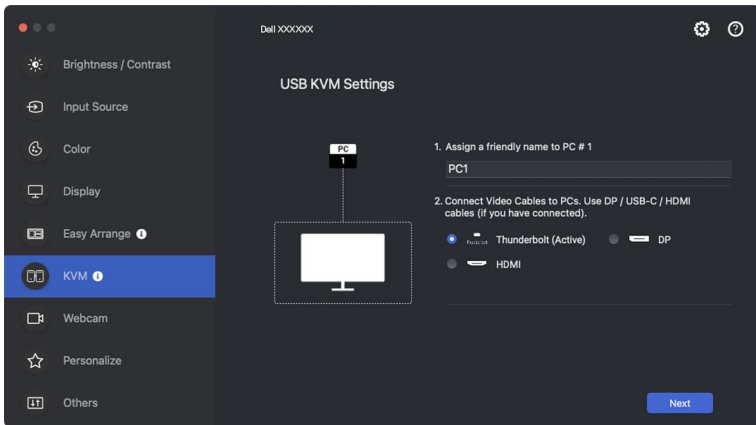 Dell XXXXXX
Brightness / Contrast
Input Source
Color
Display
Easy Arrange
KVM
Webcam
Personalize
Others
USB KVM Settings
PC
1
1. Assign a friendly name to PC # 1
PC1
2. Connect Video Cables to PCs. Use DP / USB-C / HDMI
cables (if you have connected).
Thunderbolt (Active)
DP
HDMI
Next